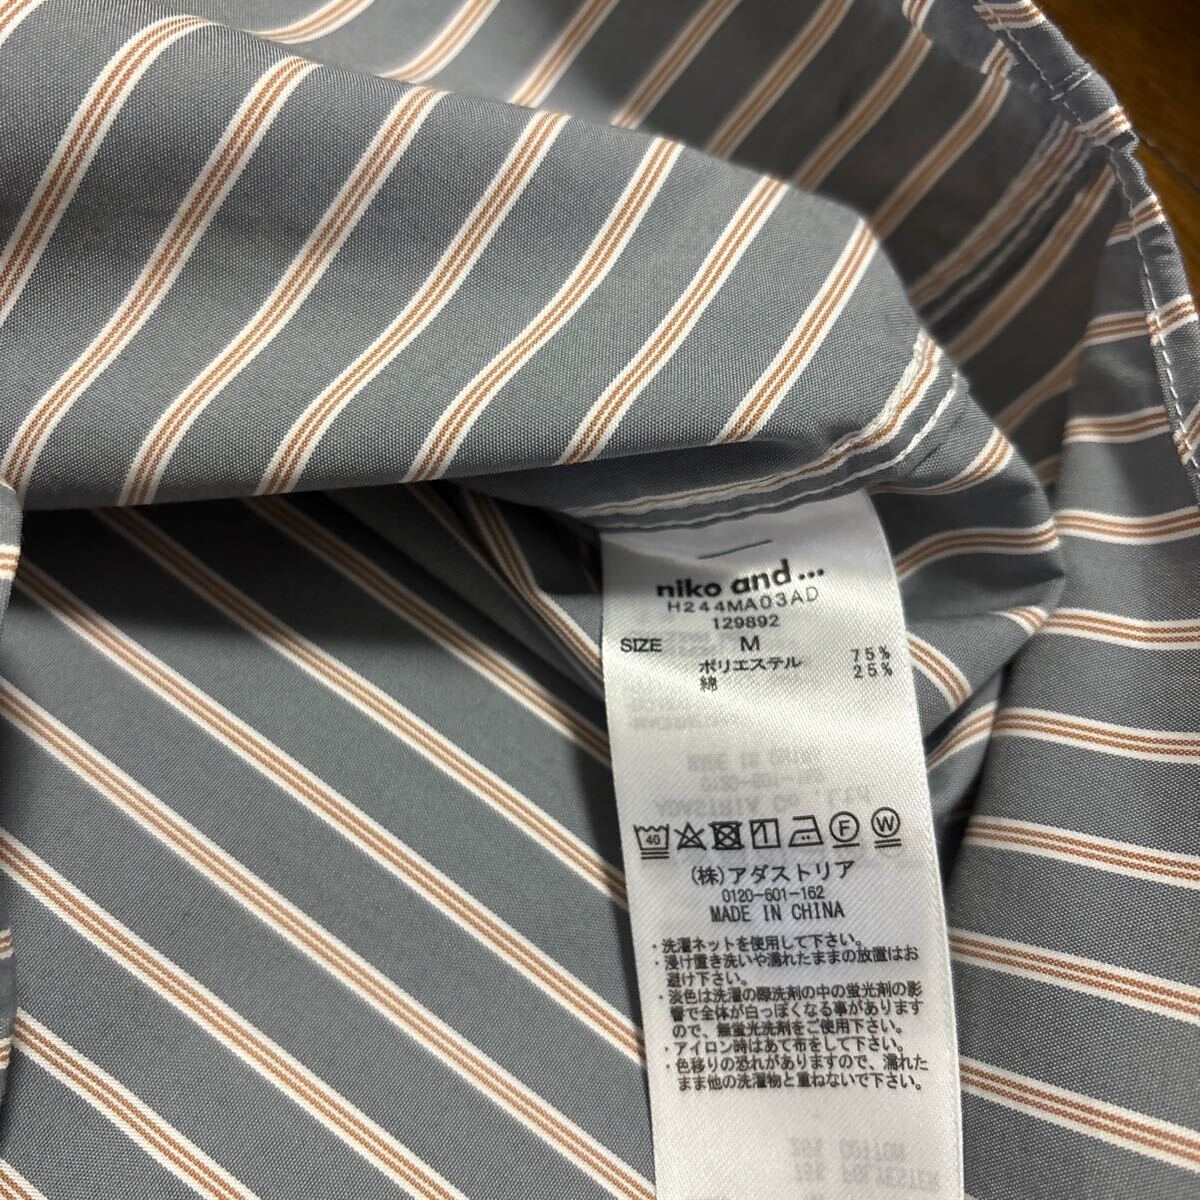 niko and ...
H244MA03AD
129892
SIZE M
ポリエステル 75%
綿 25%
40 F W
(株)アダストリア
0120-601-162
MADE IN CHINA
・洗濯ネットを使用して下さい。
・浸け置き洗いや濡れたままの放置はお
避け下さい。
・淡色は洗濯の際洗剤の中の蛍光剤の影
響で全体が白っぽくなる事があります
ので、無蛍光洗剤をご使用下さい。
・アイロン時はあて布をして下さい。
・色移りの恐れがありますので、濡れた
まま他の洗濯物と重ねないで下さい。